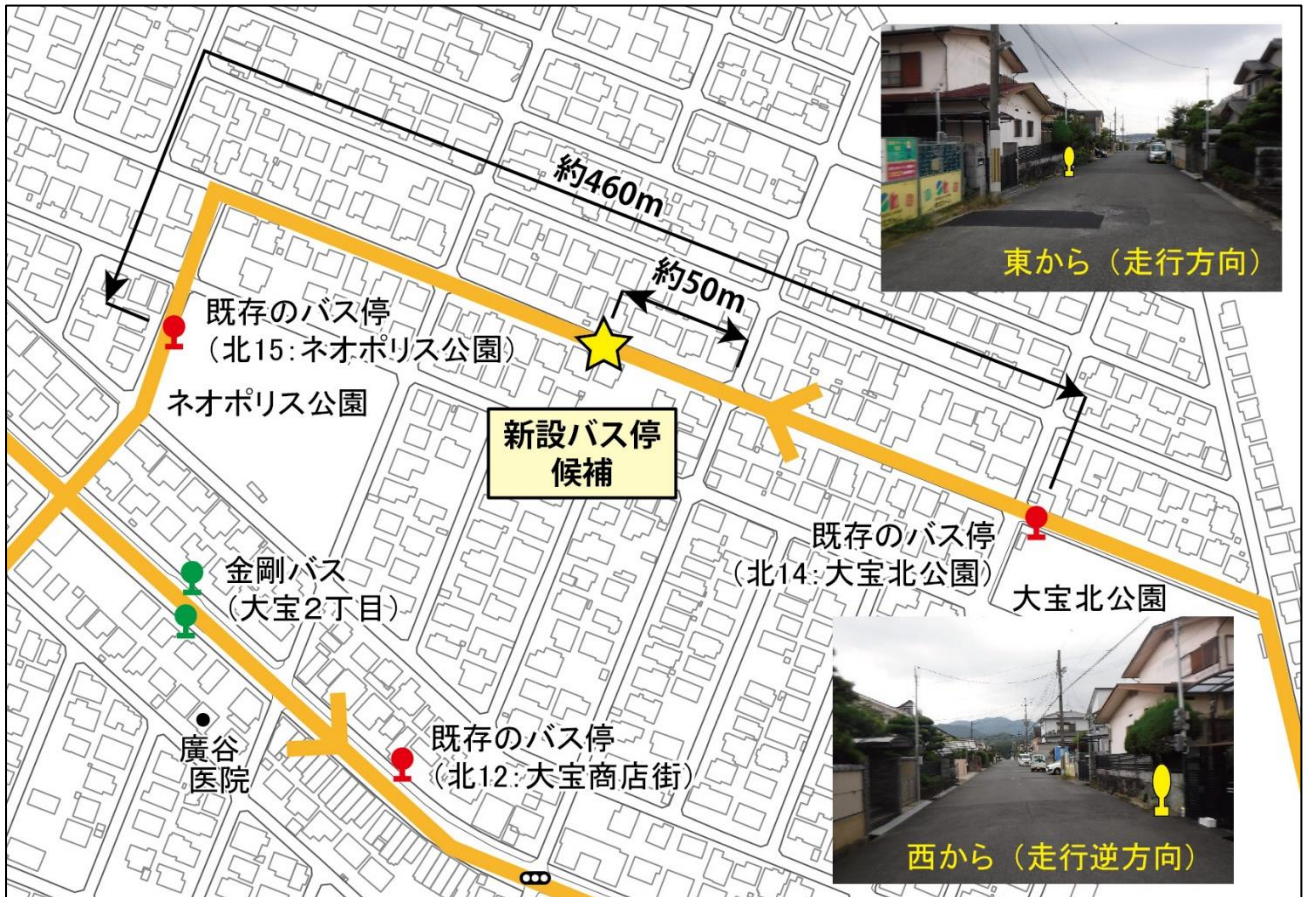 約460m
約50m
東から（走行方向）
既存のバス停
（北15：ネオポリス公園）
ネオポリス公園
新設バス停
候補
既存のバス停
（北14：大宝北公園）
大宝北公園
金剛バス
（大宝２丁目）
廣谷
医院
既存のバス停
（北12：大宝商店街）
西から（走行逆方向）